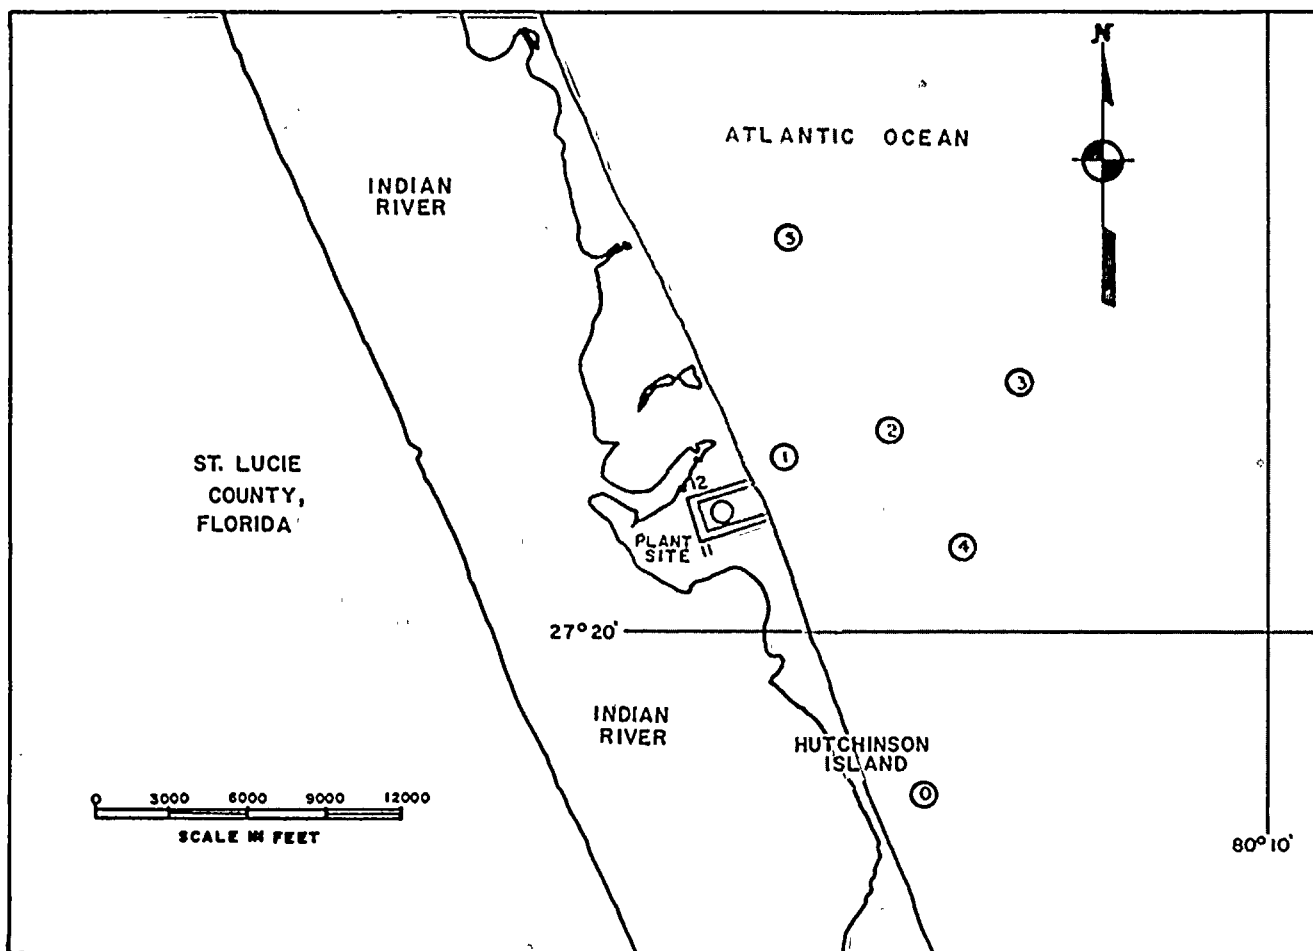 N
ATLANTIC OCEAN
INDIAN
RIVER
5
3
2
1
ST. LUCIE
COUNTY,
FLORIDA
12
PLANT
SITE
11
4
27° 20'
INDIAN
RIVER
HUTCHINSON
ISLAND
0
0 3000 6000 9000 12000
SCALE IN FEET
80° 10'